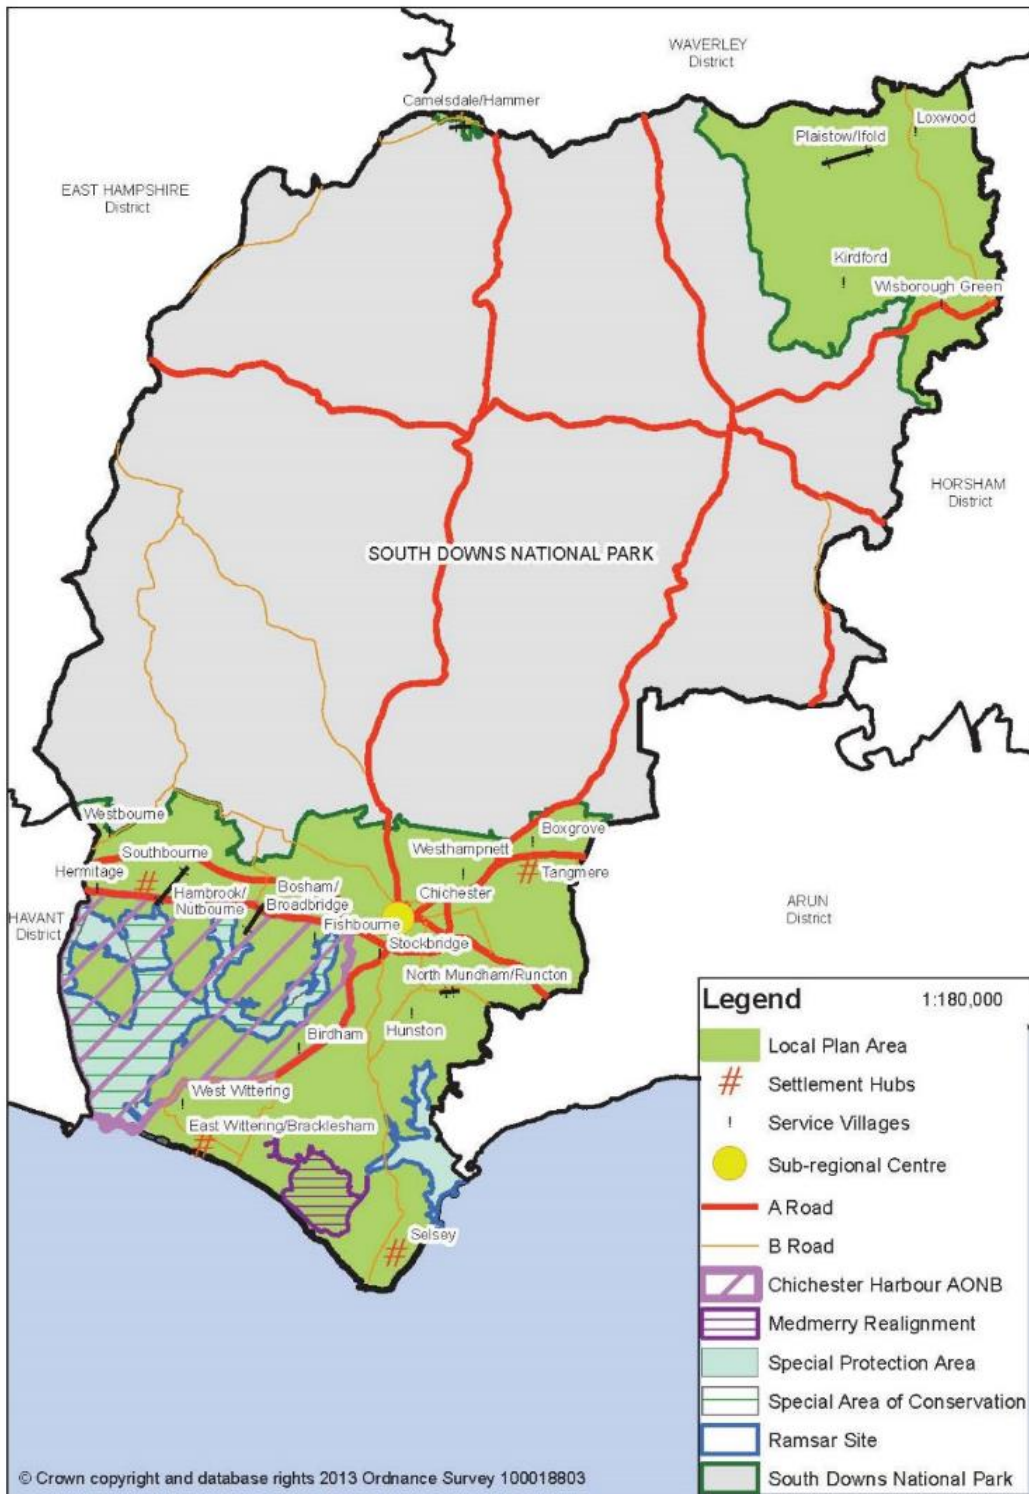 WAVERLEY
District
Camelsdale/Hammer
Loxwood
Plaistow/Ifold
EAST HAMPSHIRE
District
Kirdford
Wisborough Green
HORSHAM
District
SOUTH DOWNS NATIONAL PARK
Westbourne
Boxgrove
Westhampnett
Southbourne
#
Tangmere
Hermitage
#
Hambrook/
Nutbourne
Bosham/
Broadbridge
Chichester
HAVANT
District
Fishbourne
ARUN
District
Stockbridge
North Mundham/Runcton
Birdham
Hunston
West Wittering
East Wittering/Bracklesham
#
Selsey
#
Legend
1:180,000
Local Plan Area
# Settlement Hubs
! Service Villages
Sub-regional Centre
A Road
B Road
Chichester Harbour AONB
Medmerry Realignment
Special Protection Area
Special Area of Conservation
Ramsar Site
South Downs National Park
© Crown copyright and database rights 2013 Ordnance Survey 100018803